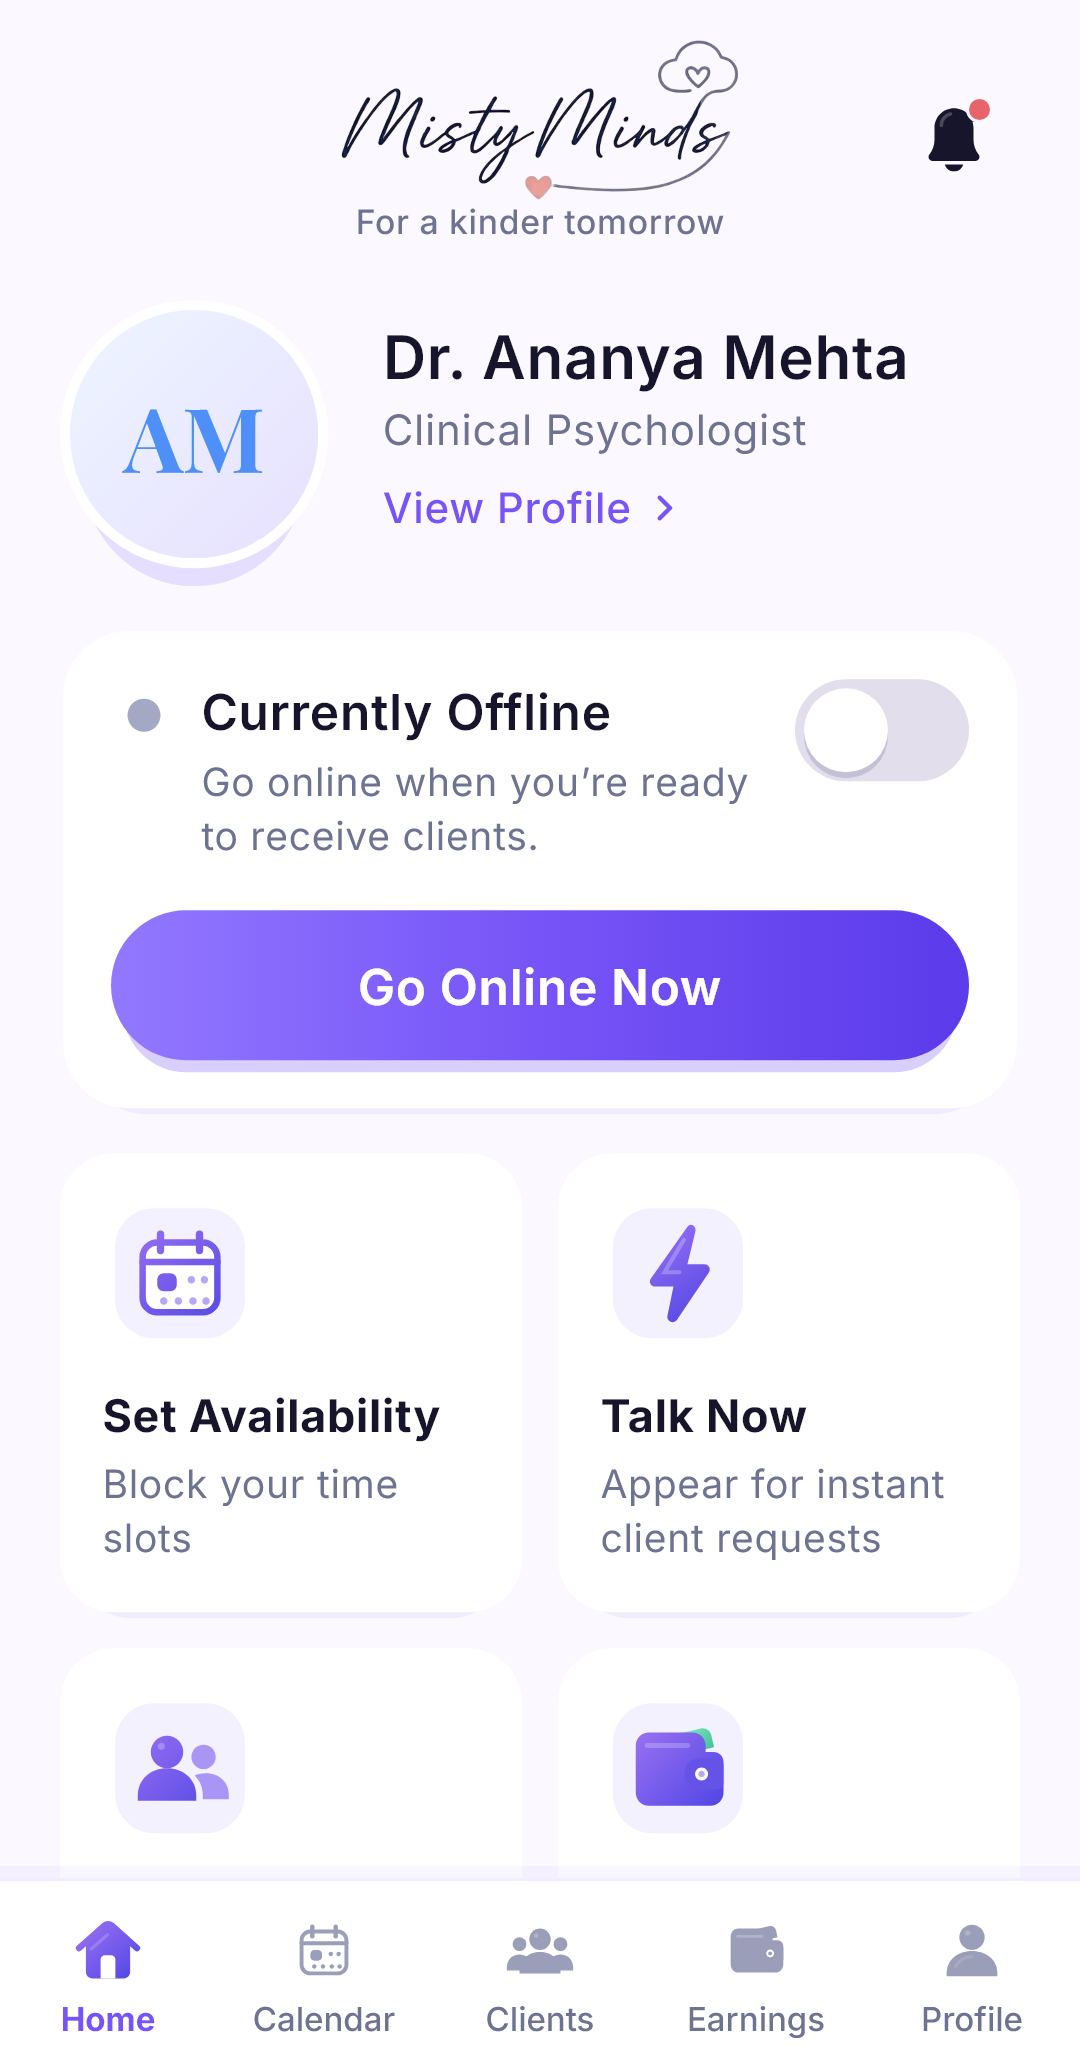 Misty Minds
For a kinder tomorrow
AM
Dr. Ananya Mehta
Clinical Psychologist
View Profile
Currently Offline
Go online when you’re ready
to receive clients.
Go Online Now
Set Availability
Block your time
slots
Talk Now
Appear for instant
client requests
Home
Calendar
Clients
Earnings
Profile